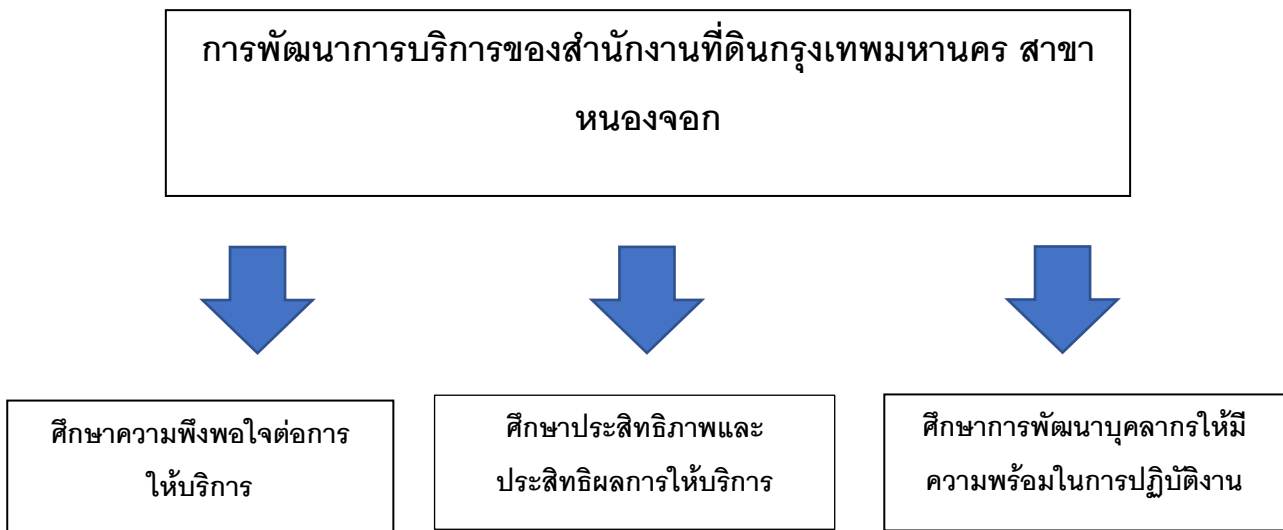 การพัฒนาการบริการของสำนักงานที่ดินกรุงเทพมหานคร สาขา
หนองจอก
ศึกษาความพึงพอใจต่อการ
ให้บริการ
ศึกษาประสิทธิภาพและ
ประสิทธิผลการให้บริการ
ศึกษาการพัฒนาบุคลากรให้มี
ความพร้อมในการปฏิบัติงาน